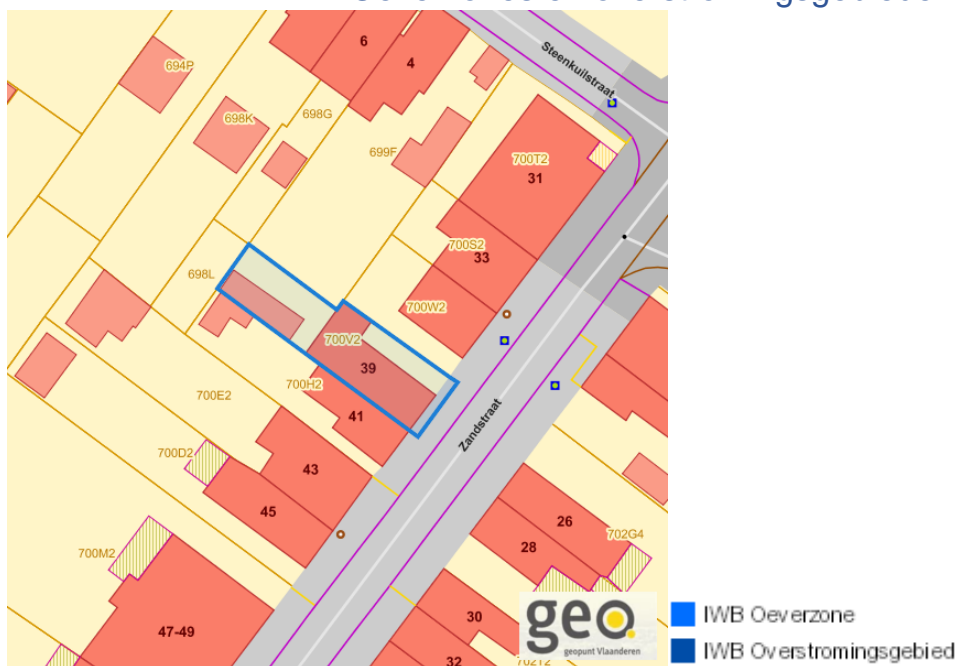 6
4
Steenkuilstraat
694P
698K
698G
699F
700T2
31
700S2
33
698L
700W2
700V2
39
700H2
700E2
41
Zandstraat
700D2
43
45
26
28
702G4
700M2
47-49
30
32
geo
geopunt Vlaanderen
IWB Oeverzone
IWB Overstromingsgebied